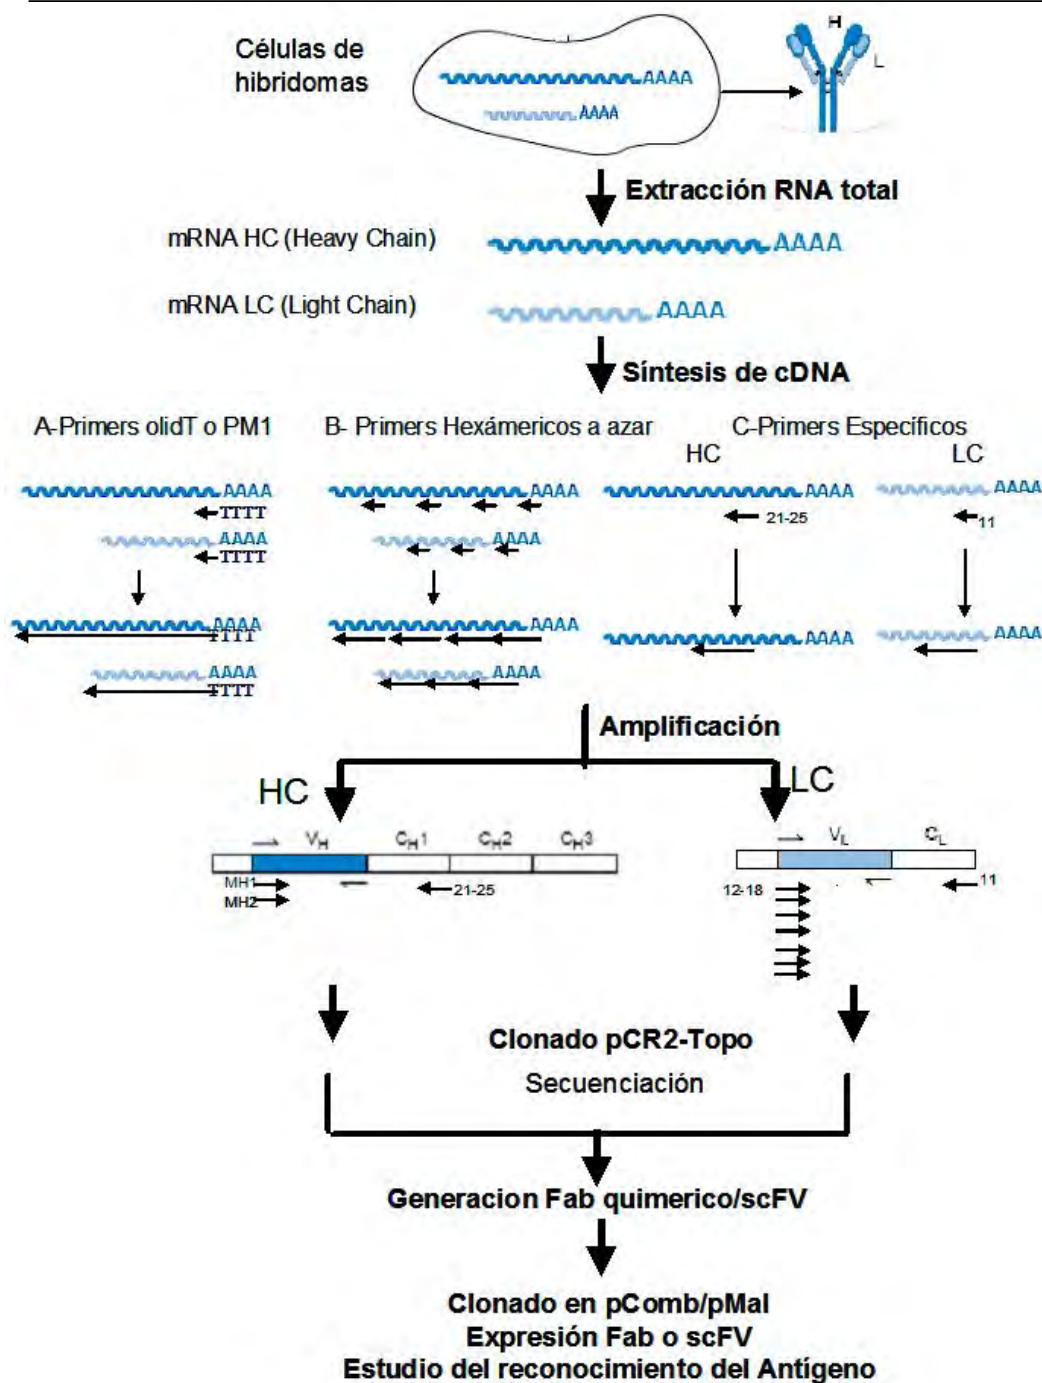 Células de
hibridomas
AAAA
AAAA
H
L
Extracción RNA total
mRNA HC (Heavy Chain)
AAAA
mRNA LC (Light Chain)
AAAA
Síntesis de cDNA
A-Primers olidT o PM1
B- Primers Hexámericos a azar
C-Primers Específicos
HC
LC
AAAA
TTTT
AAAA
TTTT
AAAA
AAAA
AAAA
21-25
AAAA
11
AAAA
TTTT
AAAA
TTTT
AAAA
AAAA
AAAA
AAAA
Amplificación
HC
LC
VH
CH1
CH2
CH3
VL
CL
MH1
MH2
21-25
12-18
11
Clonado pCR2-Topo
Secuenciación
Generacion Fab quimerico/scFV
Clonado en pComb/pMal
Expresión Fab o scFV
Estudio del reconocimiento del Antígeno